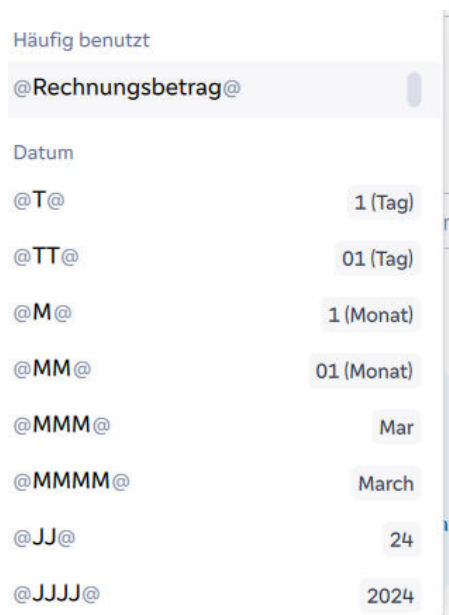 Häufig benutzt
@Rechnungsbetrag@
Datum
@T@ 1 (Tag)
@TT@ 01 (Tag)
@M@ 1 (Monat)
@MM@ 01 (Monat)
@MMM@ Mar
@MMMM@ March
@JJ@ 24
@JJJJ@ 2024